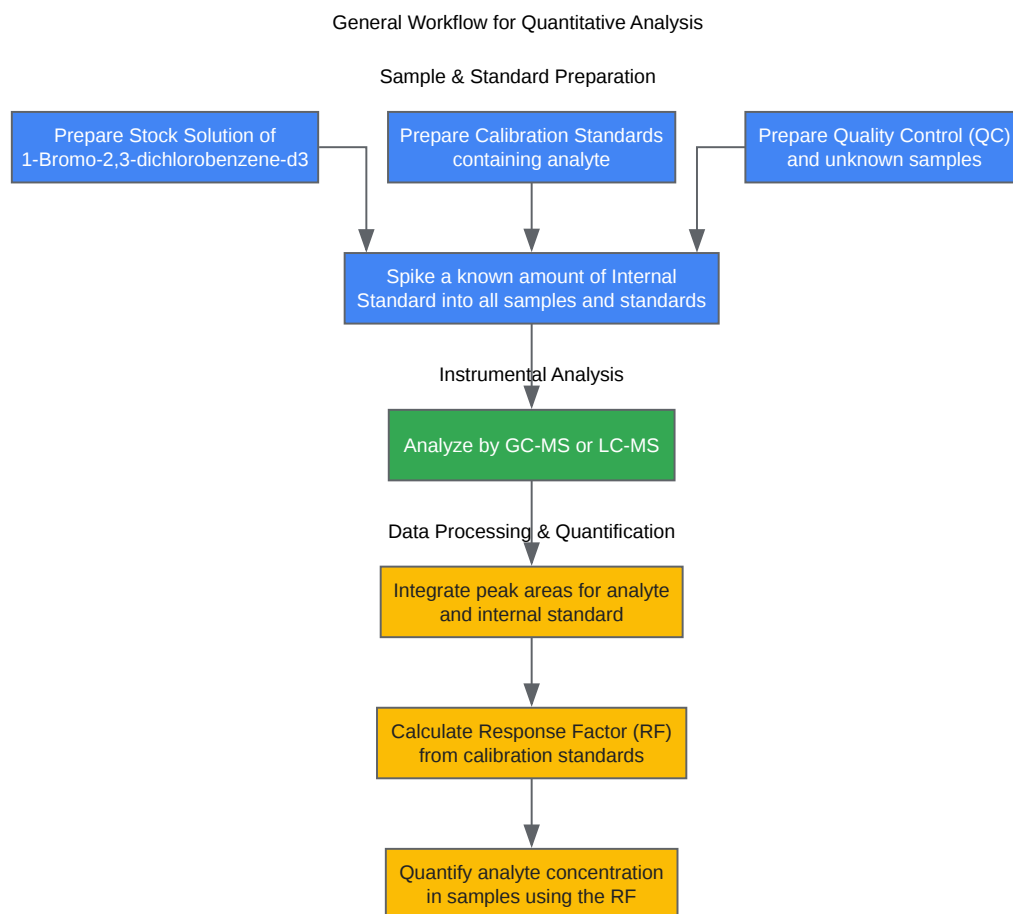 General Workflow for Quantitative Analysis
Sample & Standard Preparation
Prepare Stock Solution of
1-Bromo-2,3-dichlorobenzene-d3
Prepare Calibration Standards
containing analyte
Prepare Quality Control (QC)
and unknown samples
Spike a known amount of Internal
Standard into all samples and standards
Instrumental Analysis
Analyze by GC-MS or LC-MS
Data Processing & Quantification
Integrate peak areas for analyte
and internal standard
Calculate Response Factor (RF)
from calibration standards
Quantify analyte concentration
in samples using the RF